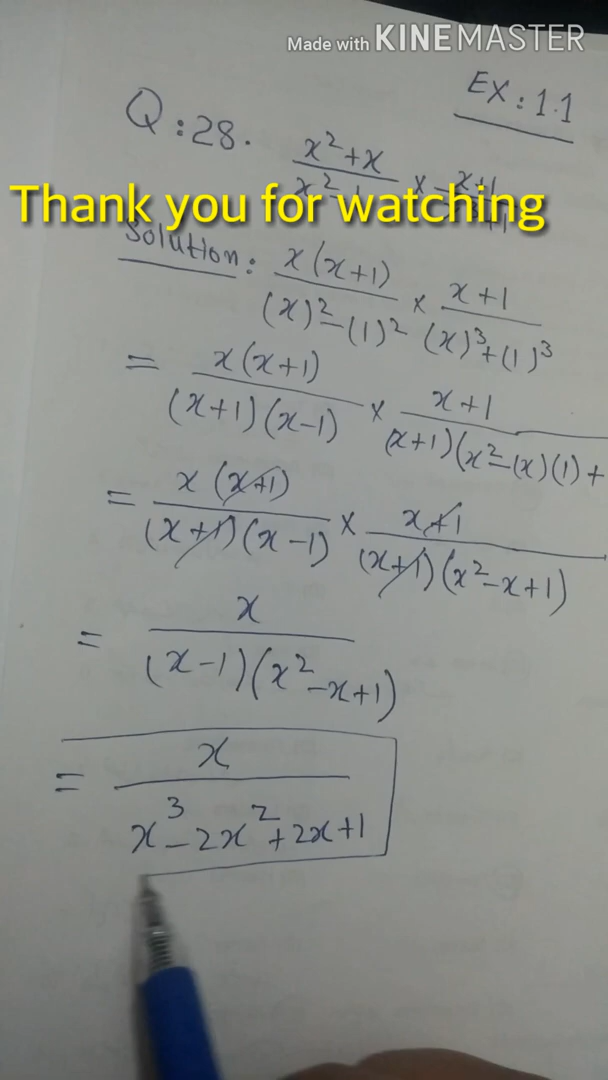 Made with KINEMASTER
Ex: 1.1
Q:28. x²+x / x² × x+1
Thank you for watching
Solution: x(x+1) / (x)²-(1)² × x+1 / (x)³+(1)³
= x(x+1) / (x+1)(x-1) × x+1 / (x+1)(x²-(x)(1)+
= x(x+1) / (x+1)(x-1) × x+1 / (x+1)(x²-x+1)
= x / (x-1)(x²-x+1)
= x / x³-2x²+2x+1